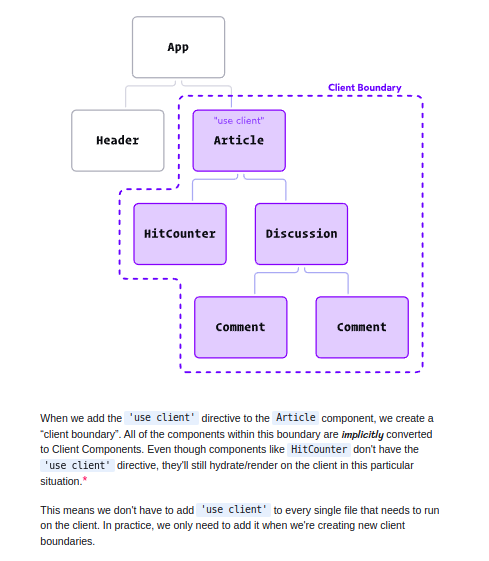 App
Client Boundary
"use client"
Header
Article
HitCounter
Discussion
Comment
Comment
When we add the 'use client' directive to the Article component, we create a
“client boundary”. All of the components within this boundary are implicitly converted
to Client Components. Even though components like HitCounter don't have the
'use client' directive, they'll still hydrate/render on the client in this particular
situation.*
This means we don't have to add 'use client' to every single file that needs to run
on the client. In practice, we only need to add it when we're creating new client
boundaries.